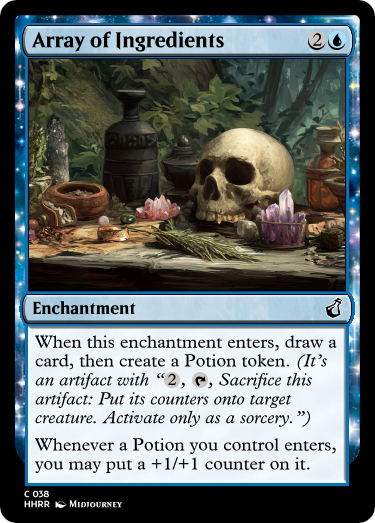 Array of Ingredients 2
Enchantment
When this enchantment enters, draw a
card, then create a Potion token. (It's
an artifact with “2, , Sacrifice this
artifact: Put its counters onto target
creature. Activate only as a sorcery.”)
Whenever a Potion you control enters,
you may put a +1/+1 counter on it.
C 038
HHRR Midjourney